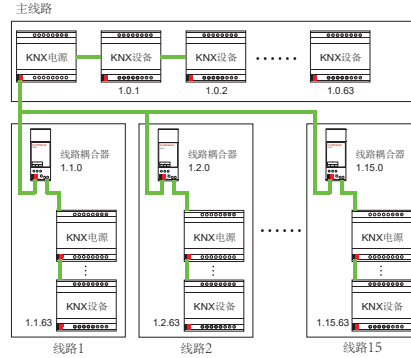 主线路
KNX电源 KNX设备 KNX设备 ...... KNX设备
1.0.1 1.0.2 1.0.63
线路耦合器 线路耦合器 线路耦合器
1.1.0 1.2.0 1.15.0
KNX电源 KNX电源 ...... KNX电源
KNX设备 KNX设备 KNX设备
1.1.63 1.2.63 1.15.63
线路1 线路2 线路15